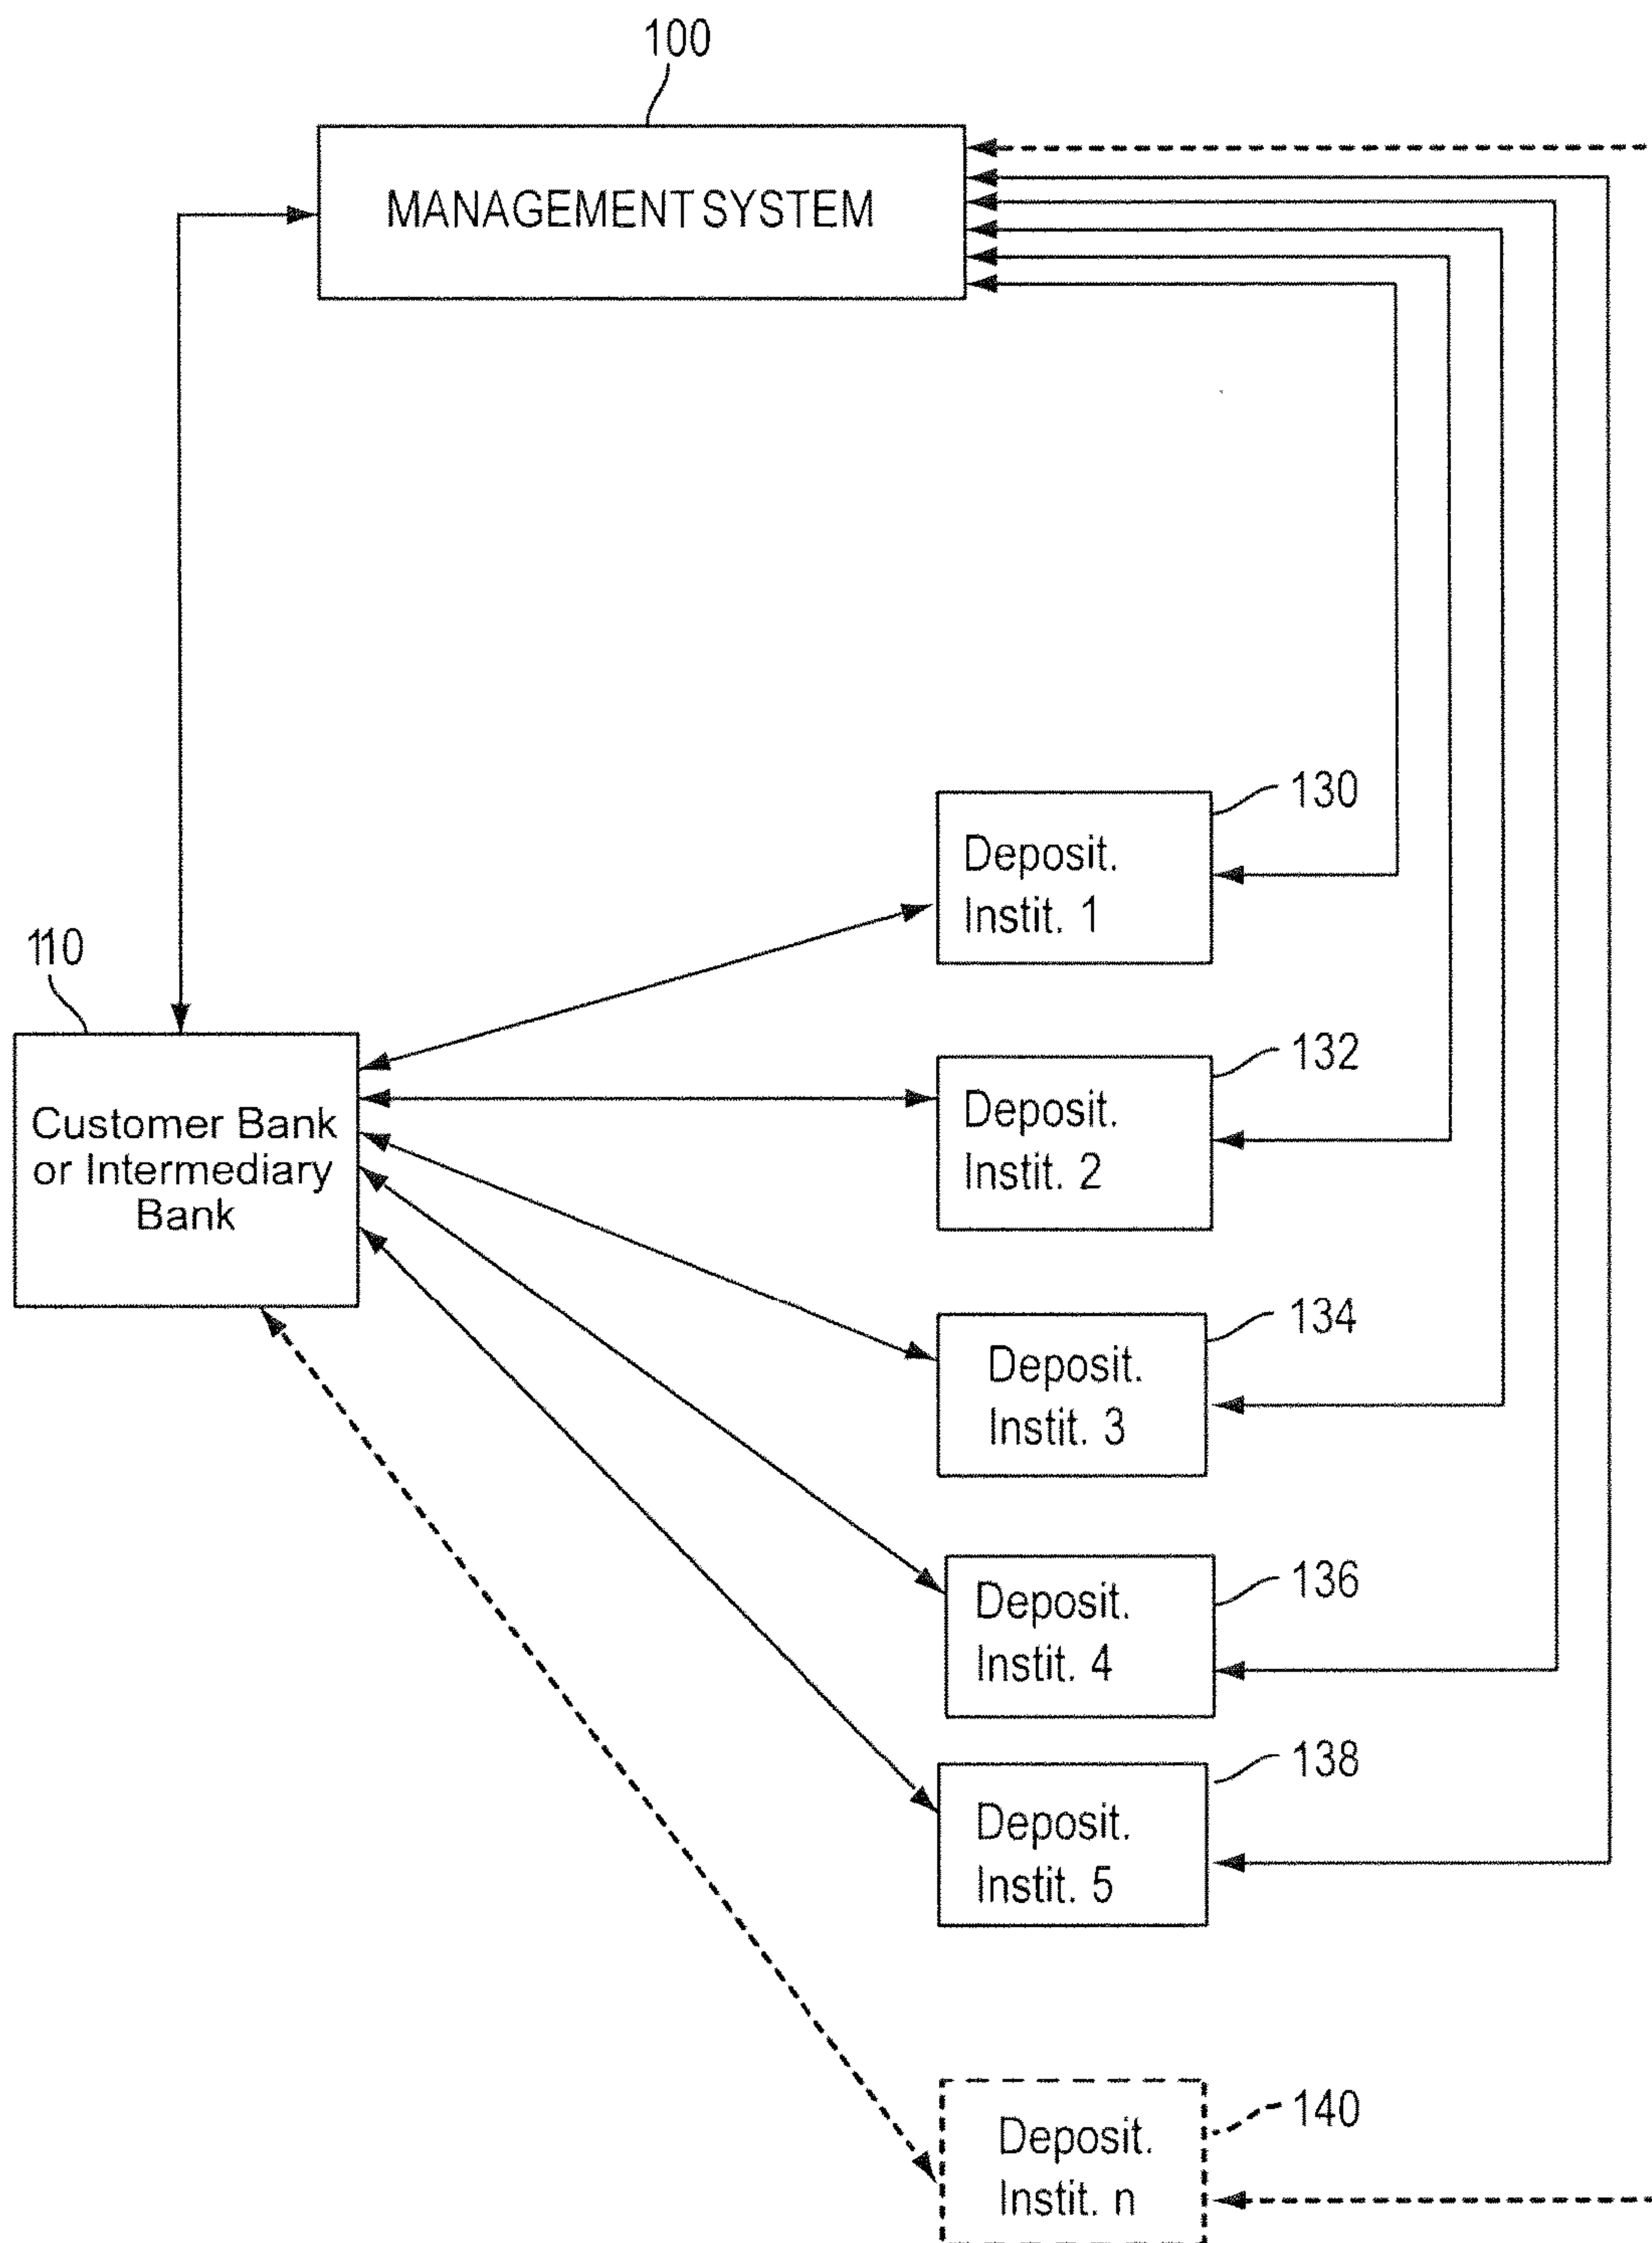 100
MANAGEMENT SYSTEM
130
Deposit.
Instit. 1
110
Customer Bank
or Intermediary
Bank
132
Deposit.
Instit. 2
134
Deposit.
Instit. 3
136
Deposit.
Instit. 4
138
Deposit.
Instit. 5
140
Deposit.
Instit. n